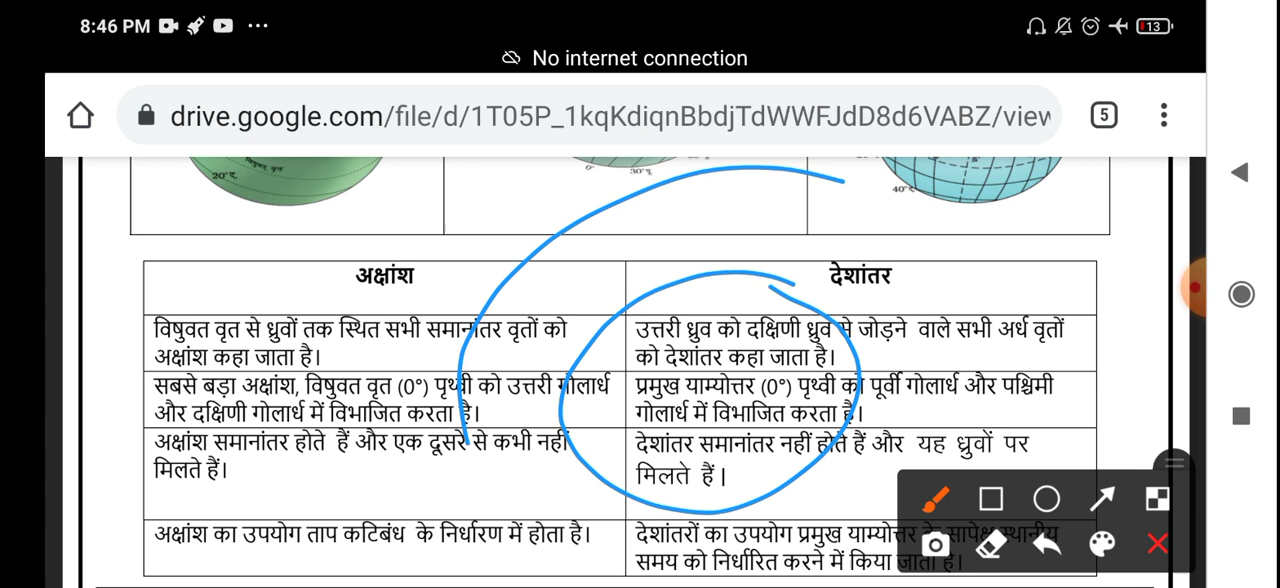 8:46 PM ...
13
No internet connection
drive.google.com/file/d/1T05P_1kqKdiqnBbdjTdWWFJdD8d6VABZ/view
5
20°द.
विषुवत वृत
0°
30°पू
40°द
अक्षांश
देशांतर
विषुवत वृत से ध्रुवों तक स्थित सभी समानांतर वृतों को
अक्षांश कहा जाता है।
उत्तरी ध्रुव को दक्षिणी ध्रुव से जोड़ने वाले सभी अर्ध वृतों
को देशांतर कहा जाता है।
सबसे बड़ा अक्षांश, विषुवत वृत (0°) पृथ्वी को उत्तरी गोलार्ध
और दक्षिणी गोलार्ध में विभाजित करता है।
प्रमुख याम्योत्तर (0°) पृथ्वी को पूर्वी गोलार्ध और पश्चिमी
गोलार्ध में विभाजित करता है।
अक्षांश समानांतर होते हैं और एक दूसरे से कभी नहीं
मिलते हैं।
देशांतर समानांतर नहीं होते हैं और यह ध्रुवों पर
मिलते हैं |
अक्षांश का उपयोग ताप कटिबंध के निर्धारण में होता है।
देशांतरों का उपयोग प्रमुख याम्योत्तर के सापेक्ष स्थानीय
समय को निर्धारित करने में किया जाता है।